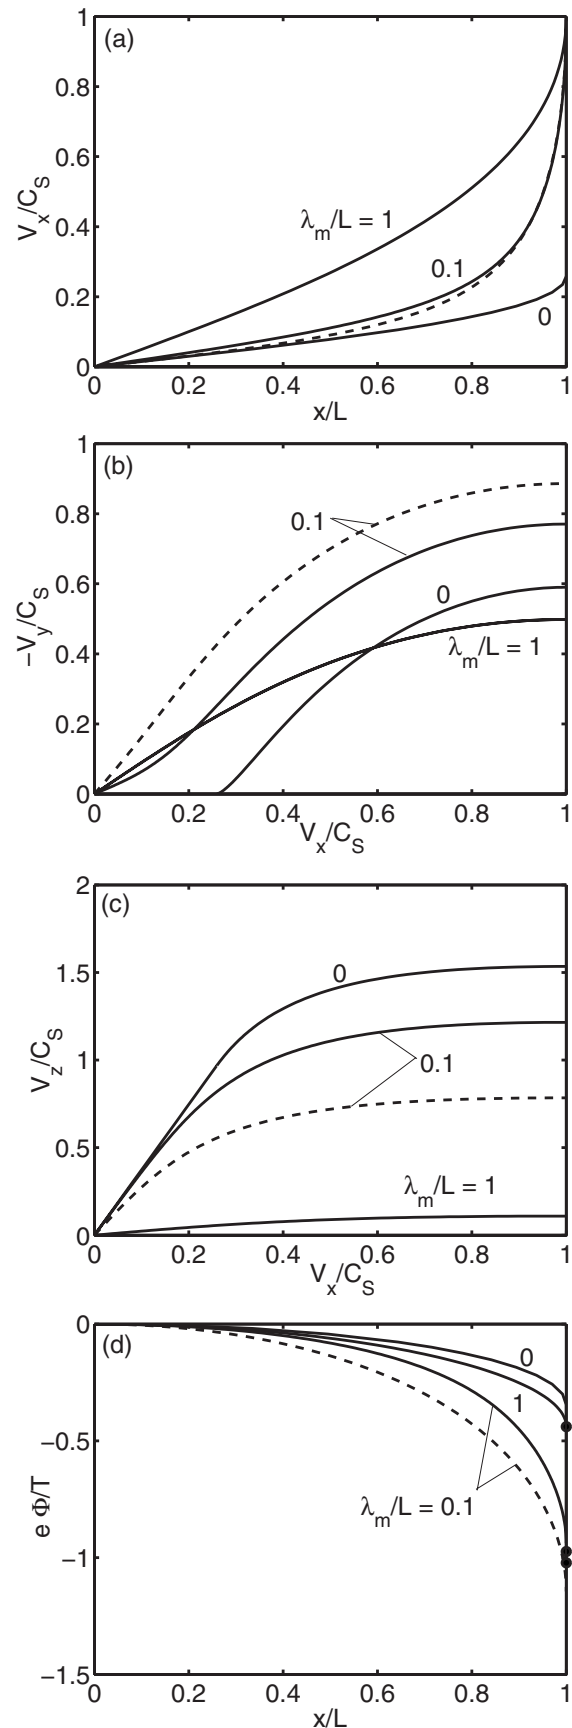 (a)
1
0.8
0.6
0.4
0.2
0
V_x/C_S
λ_m/L = 1
0.1
0
0 0.2 0.4 0.6 0.8 1
x/L
(b)
1
0.8
0.6
0.4
0.2
0
−V_y/C_S
0.1
0
λ_m/L = 1
0 0.2 0.4 0.6 0.8 1
V_x/C_S
(c)
2
1.5
1
0.5
0
V_z/C_S
0
0.1
λ_m/L = 1
0 0.2 0.4 0.6 0.8 1
V_x/C_S
(d)
0
−0.5
−1
−1.5
e Φ/T
0
1
λ_m/L = 0.1
0 0.2 0.4 0.6 0.8 1
x/L